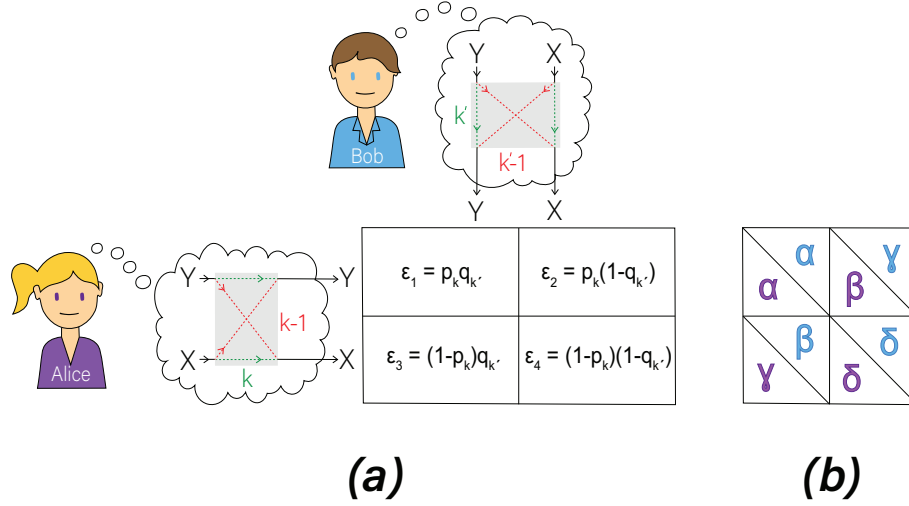 Y X
k'
Bob
k'-1
Y X
ε₁ = pₖqₖ′ ε₂ = pₖ(1-qₖ′)
ε₃ = (1-pₖ)qₖ′ ε₄ = (1-pₖ)(1-qₖ′)
Y Y
k-1
X X
Alice
k
α α
β γ
γ β
δ δ
(a)
(b)